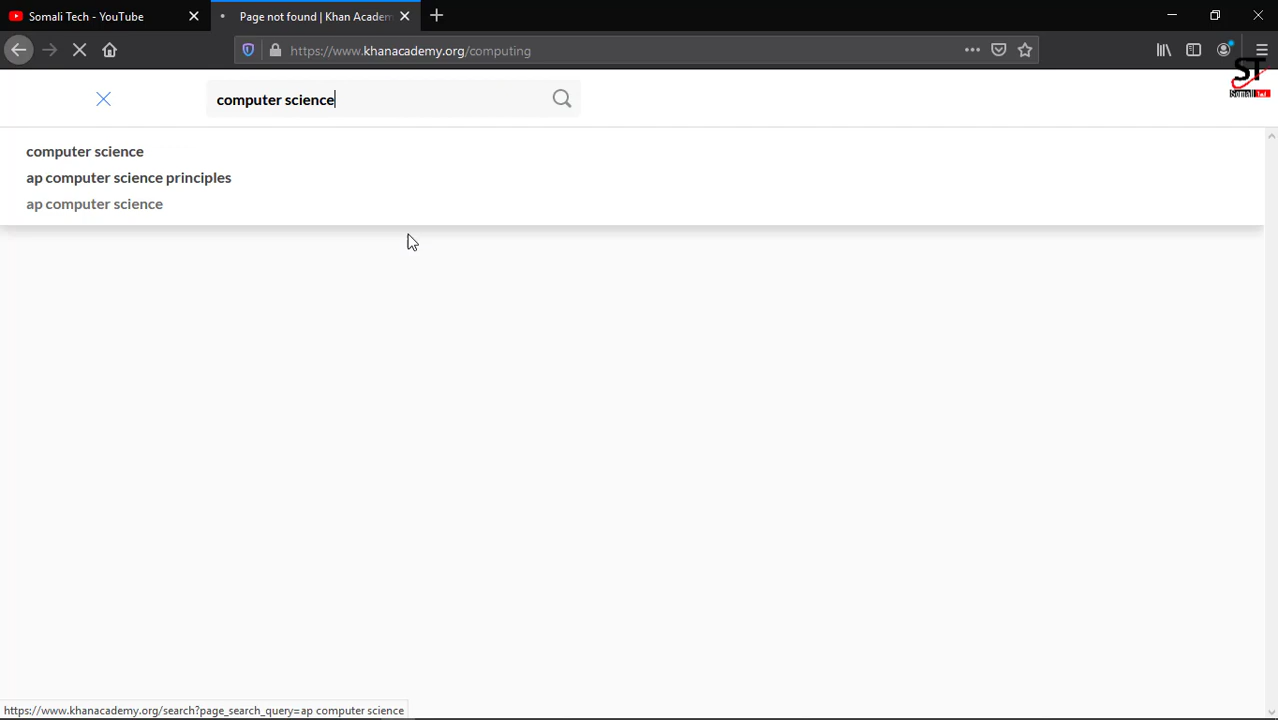 Somali Tech - YouTube
Page not found | Khan Academ
https://www.khanacademy.org/computing
ST
Somali
computer science
computer science
ap computer science principles
ap computer science
https://www.khanacademy.org/search?page_search_query=ap computer science